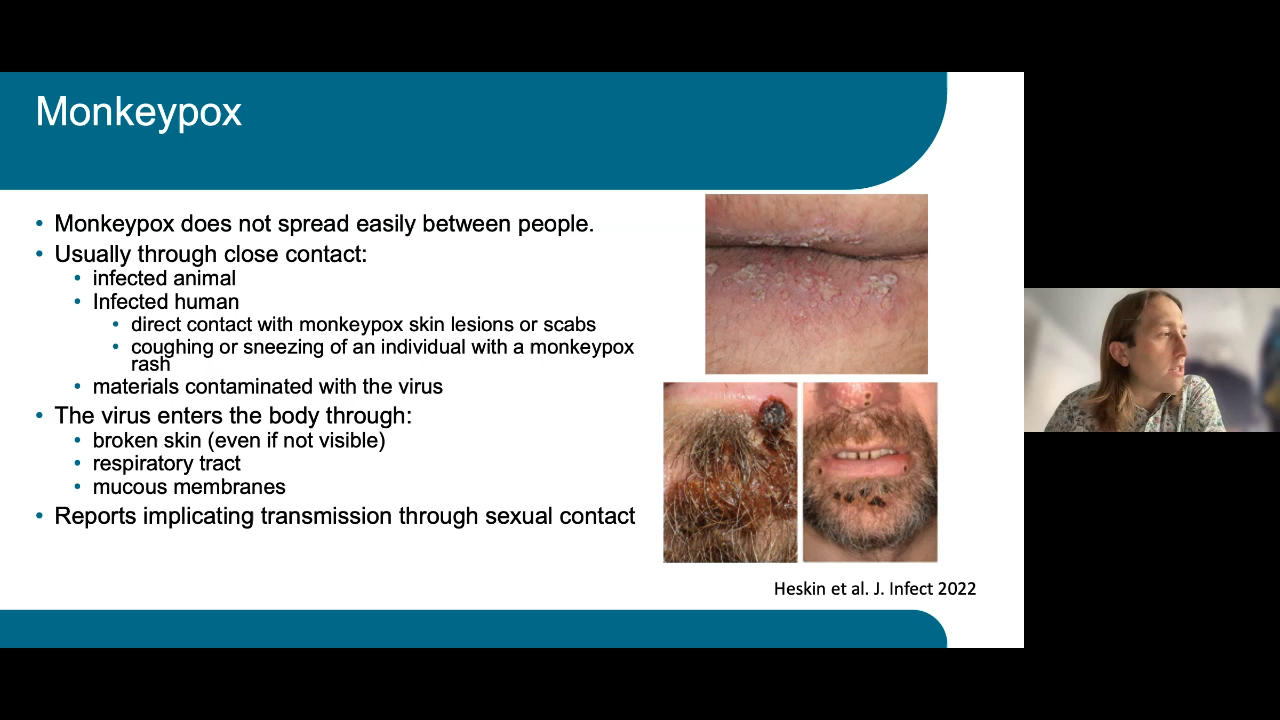 Monkeypox
• Monkeypox does not spread easily between people.
• Usually through close contact:
• infected animal
• Infected human
• direct contact with monkeypox skin lesions or scabs
• coughing or sneezing of an individual with a monkeypox
rash
• materials contaminated with the virus
• The virus enters the body through:
• broken skin (even if not visible)
• respiratory tract
• mucous membranes
• Reports implicating transmission through sexual contact
Heskin et al. J. Infect 2022